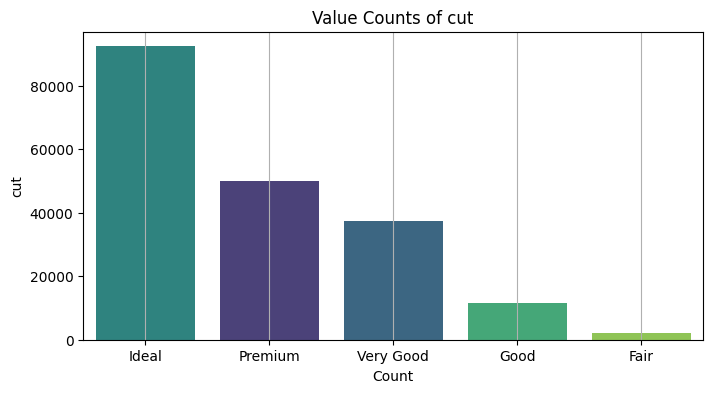 Value Counts of cut
cut
80000
60000
40000
20000
0
Ideal Premium Very Good Good Fair
Count